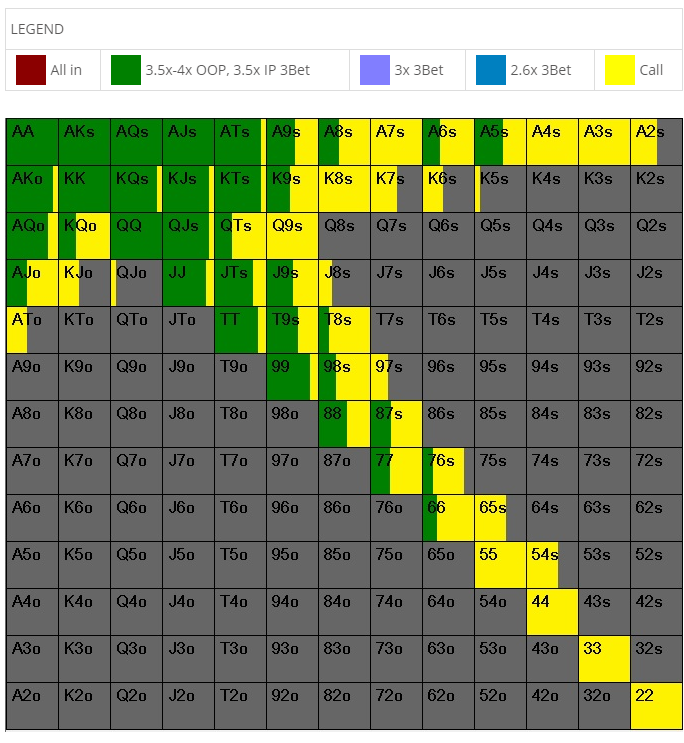 LEGEND
All in 3.5x-4x OOP, 3.5x IP 3Bet 3x 3Bet 2.6x 3Bet Call
AA AKs AQs AJs ATs A9s A8s A7s A6s A5s A4s A3s A2s
AKo KK KQs KJs KTs K9s K8s K7s K6s K5s K4s K3s K2s
AQo KQo QQ QJs QTs Q9s Q8s Q7s Q6s Q5s Q4s Q3s Q2s
AJo KJo QJo JJ JTs J9s J8s J7s J6s J5s J4s J3s J2s
ATo KTo QTo JTo TT T9s T8s T7s T6s T5s T4s T3s T2s
A9o K9o Q9o J9o T9o 99 98s 97s 96s 95s 94s 93s 92s
A8o K8o Q8o J8o T8o 98o 88 87s 86s 85s 84s 83s 82s
A7o K7o Q7o J7o T7o 97o 87o 77 76s 75s 74s 73s 72s
A6o K6o Q6o J6o T6o 96o 86o 76o 66 65s 64s 63s 62s
A5o K5o Q5o J5o T5o 95o 85o 75o 65o 55 54s 53s 52s
A4o K4o Q4o J4o T4o 94o 84o 74o 64o 54o 44 43s 42s
A3o K3o Q3o J3o T3o 93o 83o 73o 63o 53o 43o 33 32s
A2o K2o Q2o J2o T2o 92o 82o 72o 62o 52o 42o 32o 22